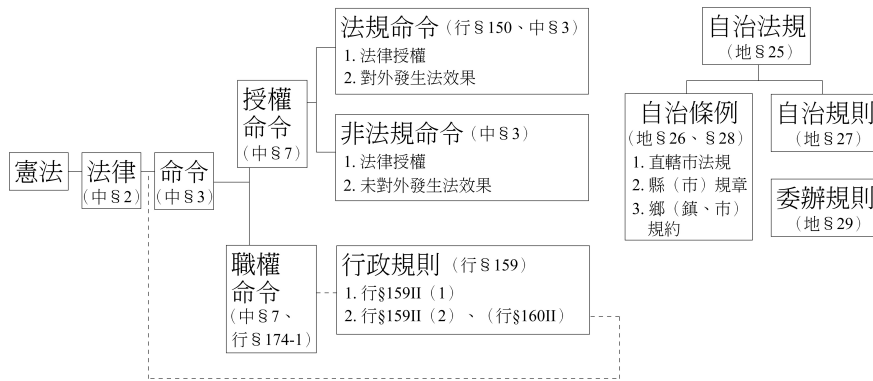 憲法
法律
(中§2)
命令
(中§3)
授權
命令
(中§7)
職權
命令
(中§7、
行§174-1)
法規命令(行§150、中§3)
1. 法律授權
2. 對外發生法效果
非法規命令(中§3)
1. 法律授權
2. 未對外發生法效果
行政規則(行§159)
1. 行§159II(1)
2. 行§159II(2)、(行§160II)
自治法規
(地§25)
自治條例
(地§26、§28)
1. 直轄市法規
2. 縣(市)規章
3. 鄉(鎮、市)
規約
自治規則
(地§27)
委辦規則
(地§29)